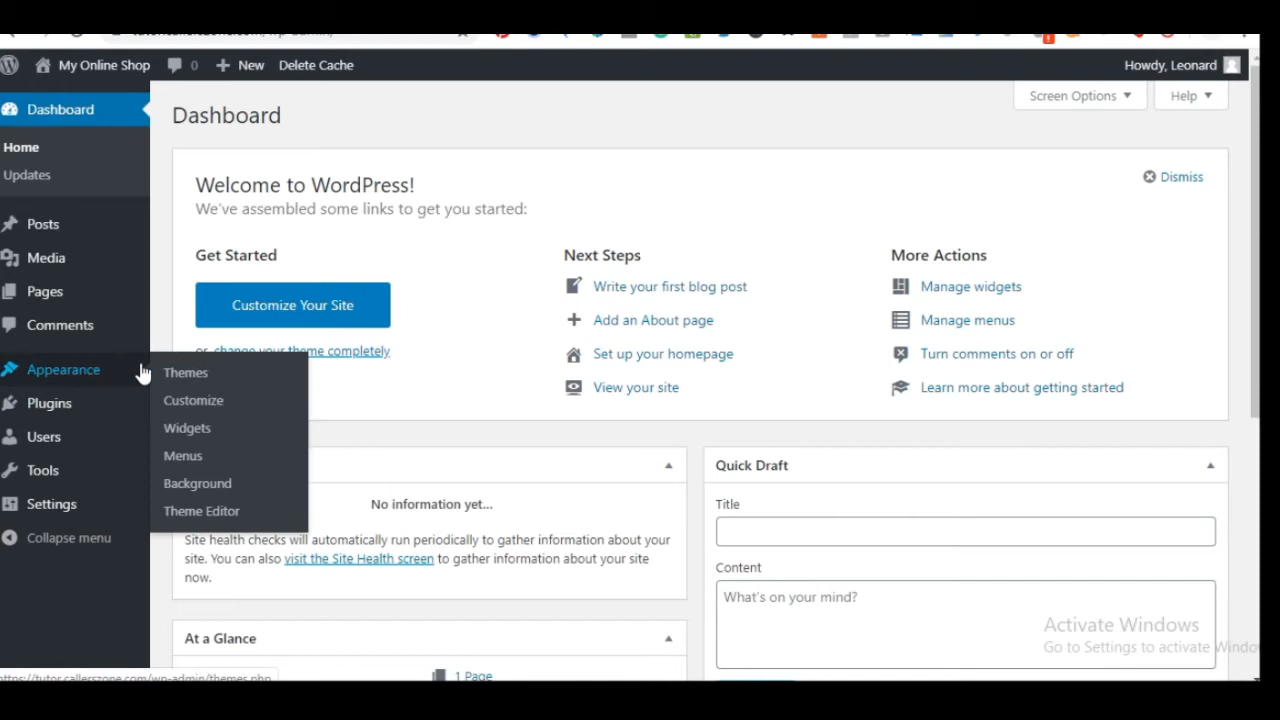 My Online Shop 0 New Delete Cache Howdy, Leonard
Dashboard
Home
Updates
Posts
Media
Pages
Comments
Appearance
Plugins
Users
Tools
Settings
Collapse menu
Themes
Customize
Widgets
Menus
Background
Theme Editor
Screen Options Help
Dashboard
Welcome to WordPress!
We've assembled some links to get you started:
Dismiss
Get Started
Customize Your Site
or, change your theme completely
Next Steps
Write your first blog post
Add an About page
Set up your homepage
View your site
More Actions
Manage widgets
Manage menus
Turn comments on or off
Learn more about getting started
No information yet...
Site health checks will automatically run periodically to gather information about your
site. You can also visit the Site Health screen to gather information about your site
now.
At a Glance
1 Page
Quick Draft
Title
Content
What's on your mind?
Activate Windows
Go to Settings to activate Windo
https://tutor.callerszone.com/wp-admin/themes.php